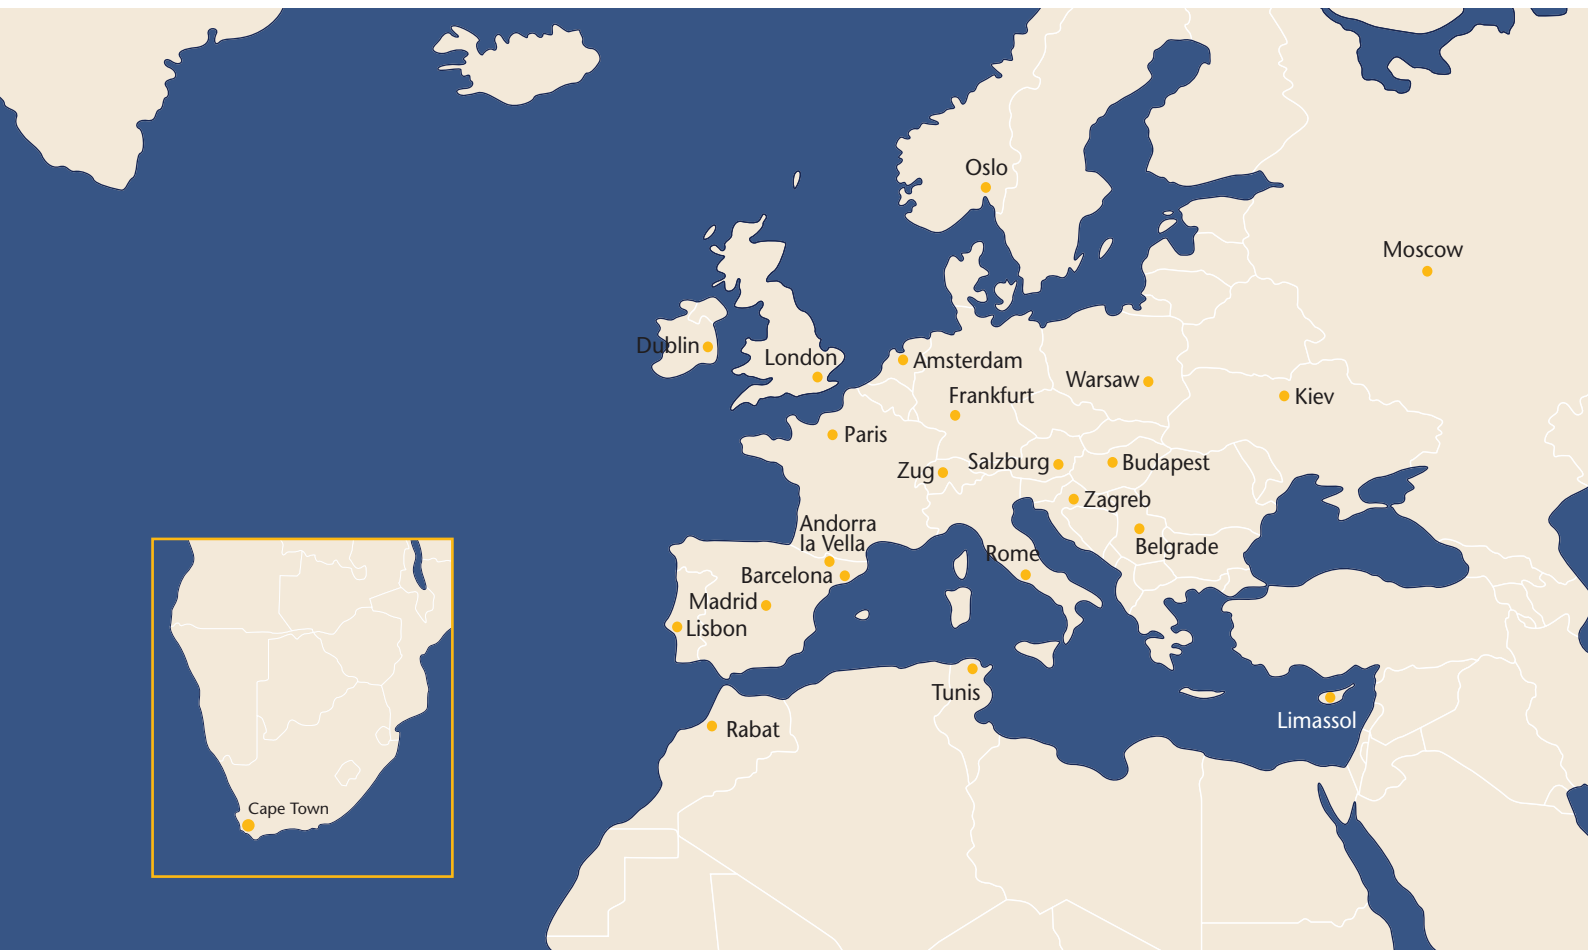 Oslo
Moscow
Dublin
London
Amsterdam
Warsaw
Frankfurt
Kiev
Paris
Zug
Salzburg
Budapest
Zagreb
Andorra
la Vella
Rome
Belgrade
Barcelona
Madrid
Lisbon
Tunis
Limassol
Rabat
Cape Town